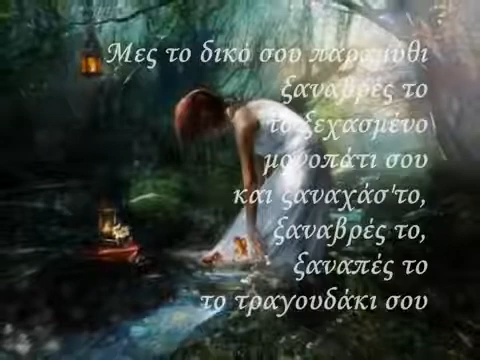 Μες το δικό σου παραμύθι
ξαναβρές το
το ξεχασμένο
μονοπάτι σου
και ξαναχάσ'το,
ξαναβρές το,
ξαναπές το
το τραγουδάκι σου